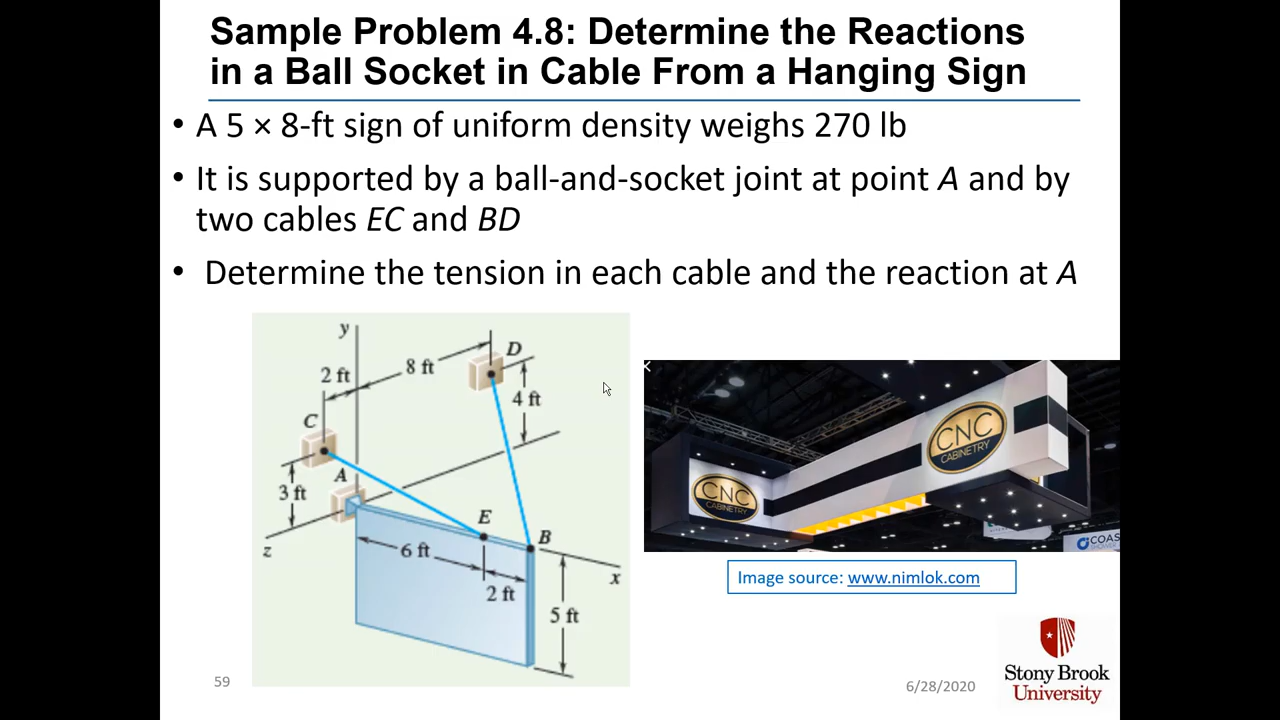 Sample Problem 4.8: Determine the Reactions
in a Ball Socket in Cable From a Hanging Sign
• A 5 × 8-ft sign of uniform density weighs 270 lb
• It is supported by a ball-and-socket joint at point A and by
two cables EC and BD
• Determine the tension in each cable and the reaction at A
y
D
8 ft
2 ft
4 ft
C
A
3 ft
E
B
z
6 ft
x
2 ft
5 ft
CNC
CABINETRY
CNC
CABINETRY
COAS
Image source: www.nimlok.com
59
6/28/2020
Stony Brook
University